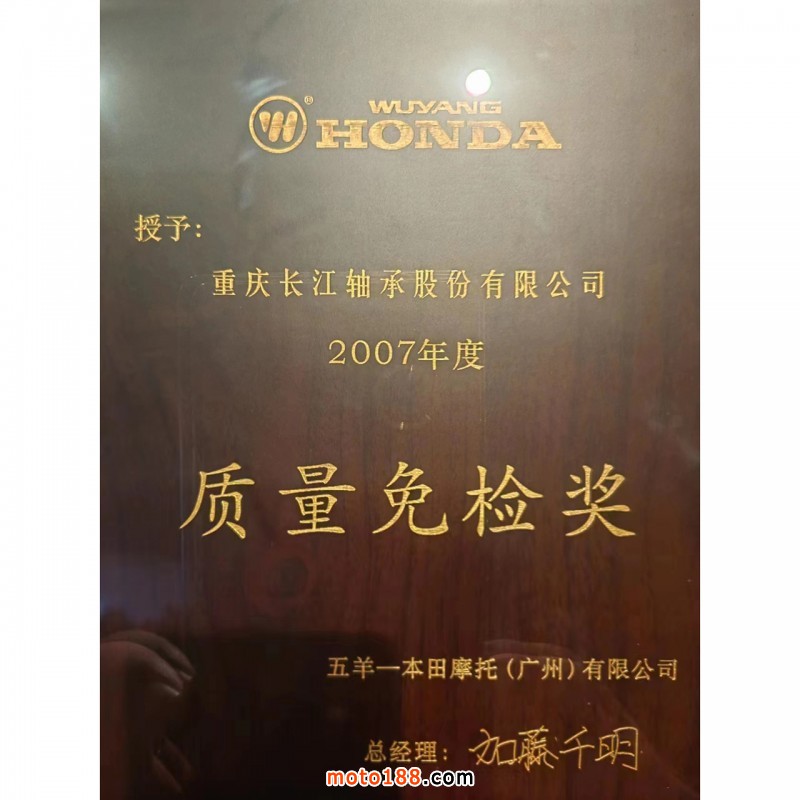 W® WUYANG
HONDA
授予:
重庆长江轴承股份有限公司
2007年度
质量免检奖
五羊—本田摩托(广州)有限公司
总经理: 加藤千明
moto188.com